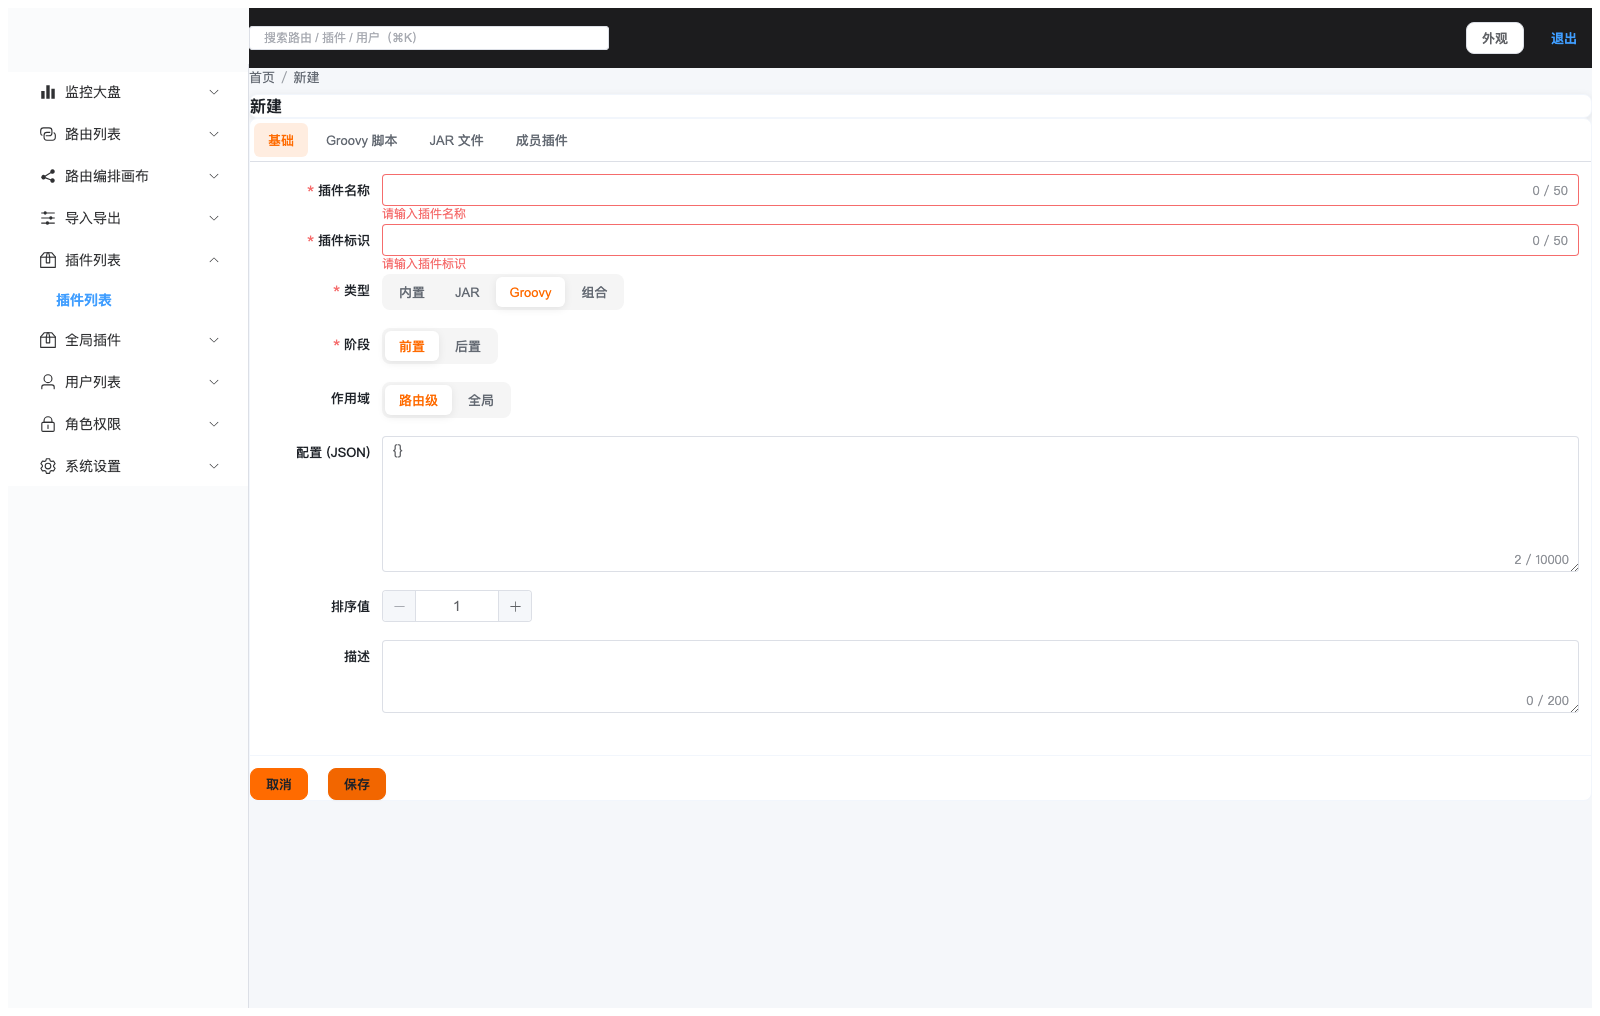 搜索路由 / 插件 / 用户（⌘K）
外观
退出
监控大盘
路由列表
路由编排画布
导入导出
插件列表
插件列表
全局插件
用户列表
角色权限
系统设置
首页 / 新建
新建
基础
Groovy 脚本
JAR 文件
成员插件
* 插件名称
0 / 50
请输入插件名称
* 插件标识
0 / 50
请输入插件标识
* 类型
内置
JAR
Groovy
组合
* 阶段
前置
后置
作用域
路由级
全局
配置 (JSON)
{}
2 / 10000
排序值
1
描述
0 / 200
取消
保存